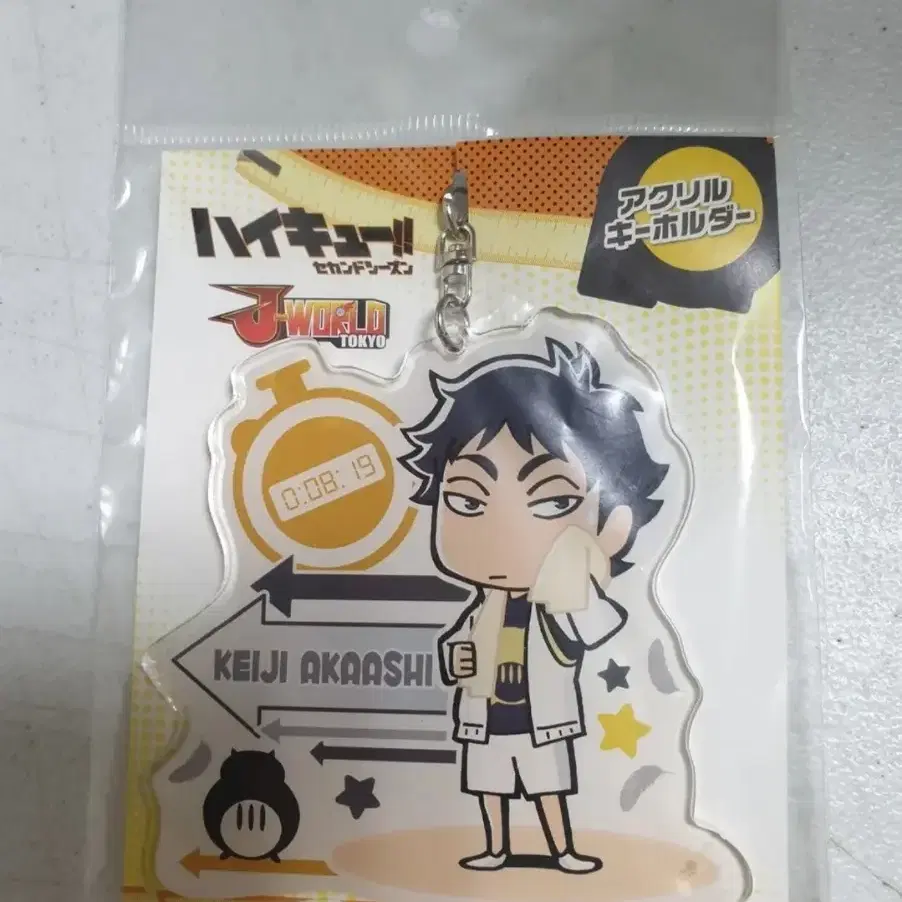 ハイキュー!!
セカンドシーズン
アクリル
キーホルダー
J-WORLD
TOKYO
0:08:19
KEIJI AKAASHI